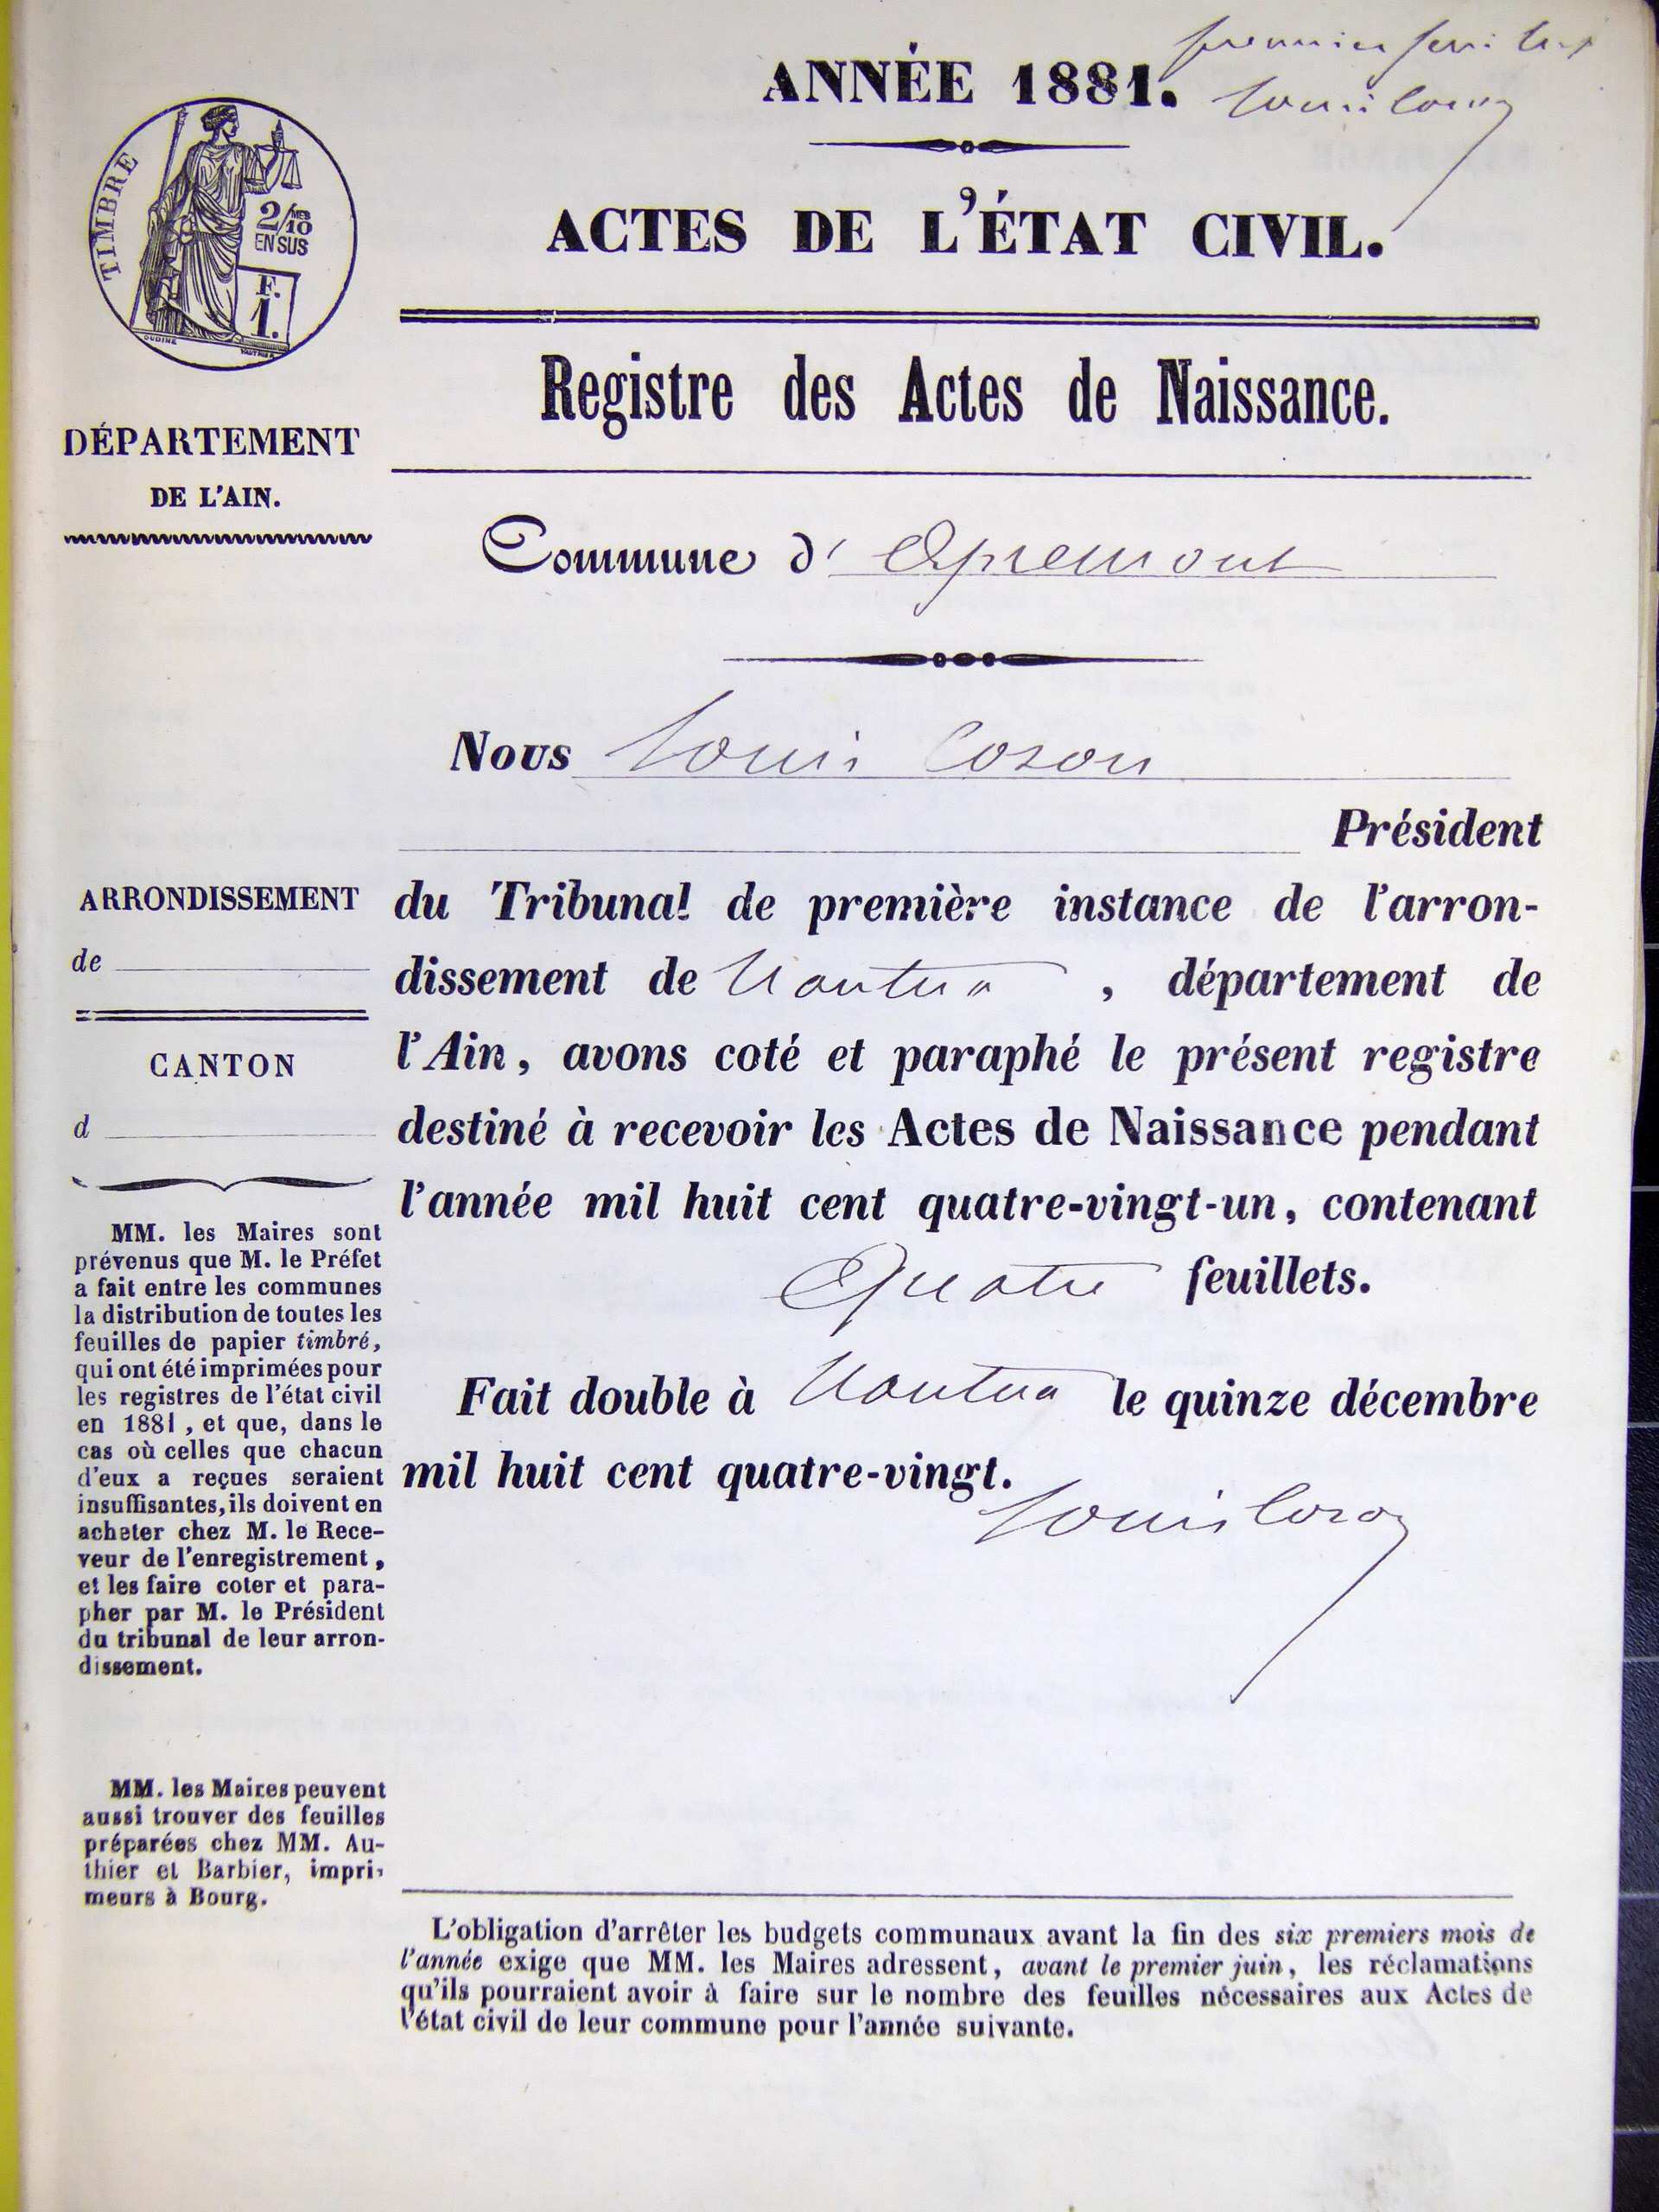 premier feuillet
ANNÉE 1881.
Louis Coson
TIMBRE
2/10 MES
EN SUS
F.
1.
OUDINÉ
ACTES DE L'ÉTAT CIVIL.
Registre des Actes de Naissance.
DÉPARTEMENT
DE L'AIN.
Commune d' Apremont
Nous Louis Coson
Président
du Tribunal de première instance de l'arron-
dissement de Nantua, département de
l'Ain, avons coté et paraphé le présent registre
destiné à recevoir les Actes de Naissance pendant
l'année mil huit cent quatre-vingt-un, contenant
Quatre feuillets.
Fait double à Nantua le quinze décembre
mil huit cent quatre-vingt.
Louis Coson
ARRONDISSEMENT
de
CANTON
d
MM. les Maires sont
prévenus que M. le Préfet
a fait entre les communes
la distribution de toutes les
feuilles de papier timbré,
qui ont été imprimées pour
les registres de l'état civil
en 1881, et que, dans le
cas où celles que chacun
d'eux a reçues seraient
insuffisantes, ils doivent en
acheter chez M. le Rece-
veur de l'enregistrement,
et les faire coter et para-
pher par M. le Président
du tribunal de leur arron-
dissement.
MM. les Maires peuvent
aussi trouver des feuilles
préparées chez MM. Au-
thier et Barbier, impri-
meurs à Bourg.
L'obligation d'arrêter les budgets communaux avant la fin des six premiers mois de
l'année exige que MM. les Maires adressent, avant le premier juin, les réclamations
qu'ils pourraient avoir à faire sur le nombre des feuilles nécessaires aux Actes de
l'état civil de leur commune pour l'année suivante.